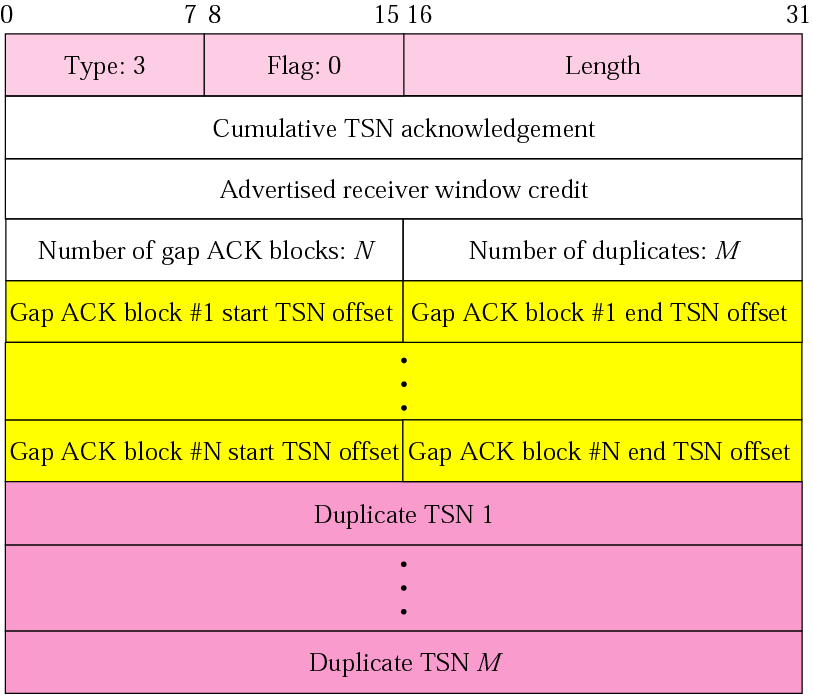 0 7 8 15 16 31
Type: 3 Flag: 0 Length
Cumulative TSN acknowledgement
Advertised receiver window credit
Number of gap ACK blocks: N Number of duplicates: M
Gap ACK block #1 start TSN offset Gap ACK block #1 end TSN offset
Gap ACK block #N start TSN offset Gap ACK block #N end TSN offset
Duplicate TSN 1
Duplicate TSN M